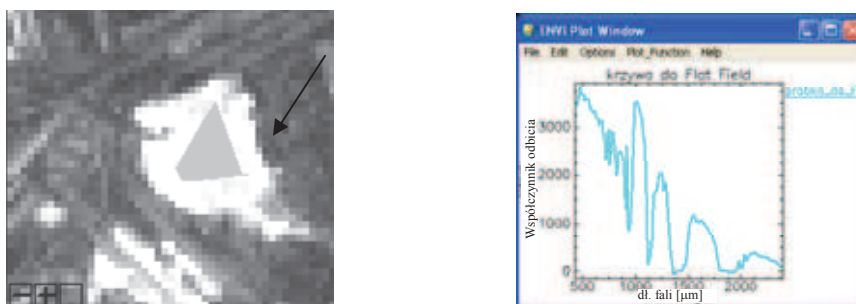 ENVI Plot Window
File Edit Options Plot_Function Help
krzywa do Flat Field
Współczynnik odbicia
3000
2000
1000
0
500 1000 1500 2000
dł. fali [μm]